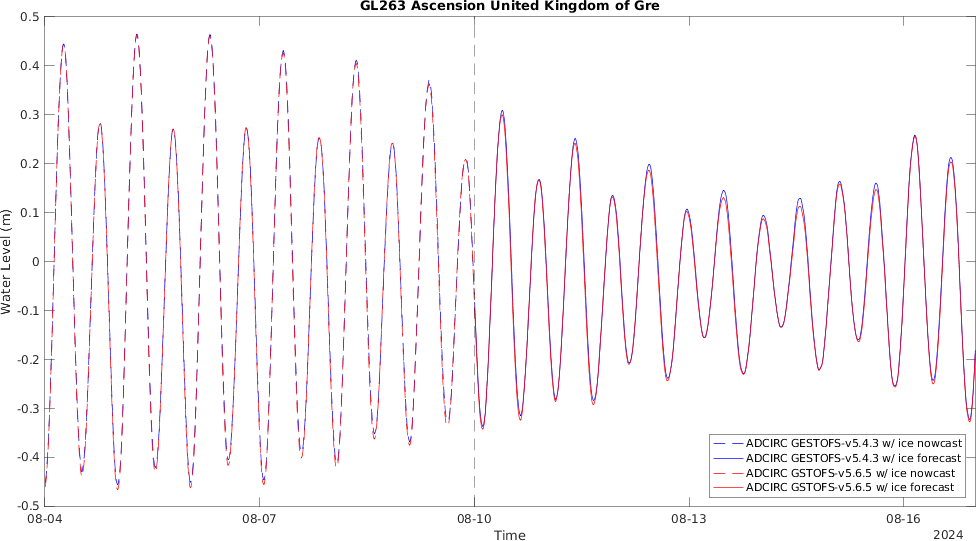 GL263 Ascension United Kingdom of Gre
0.5
0.4
0.3
0.2
0.1
0
-0.1
-0.2
-0.3
-0.4
-0.5
Water Level (m)
ADCIRC GESTOFS-v5.4.3 w/ ice nowcast
ADCIRC GESTOFS-v5.4.3 w/ ice forecast
ADCIRC GSTOFS-v5.6.5 w/ ice nowcast
ADCIRC GSTOFS-v5.6.5 w/ ice forecast
08-04 08-07 08-10 08-13 08-16
Time
2024